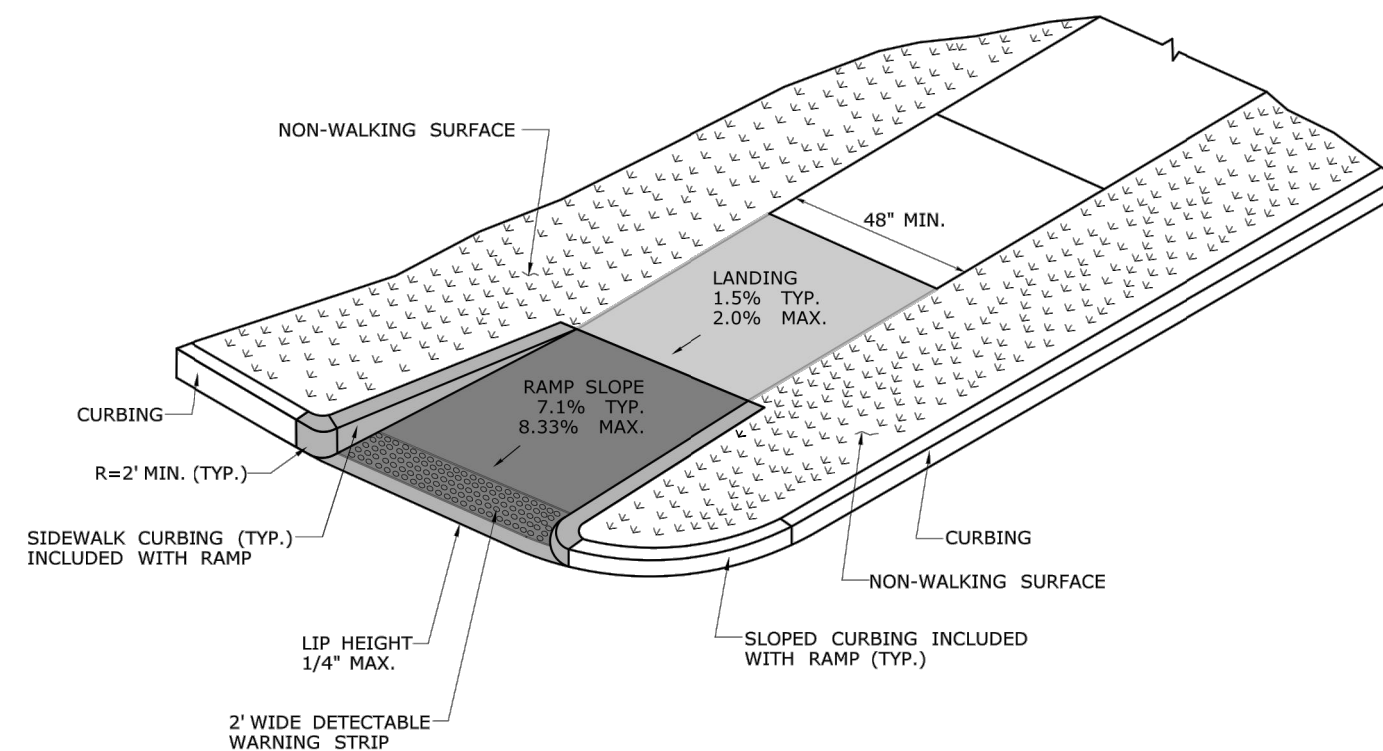 NON-WALKING SURFACE
48" MIN.
LANDING
1.5% TYP.
2.0% MAX.
RAMP SLOPE
7.1% TYP.
8.33% MAX.
CURBING
R=2' MIN. (TYP.)
SIDEWALK CURBING (TYP.)
INCLUDED WITH RAMP
CURBING
NON-WALKING SURFACE
LIP HEIGHT
1/4" MAX.
SLOPED CURBING INCLUDED
WITH RAMP (TYP.)
2' WIDE DETECTABLE
WARNING STRIP